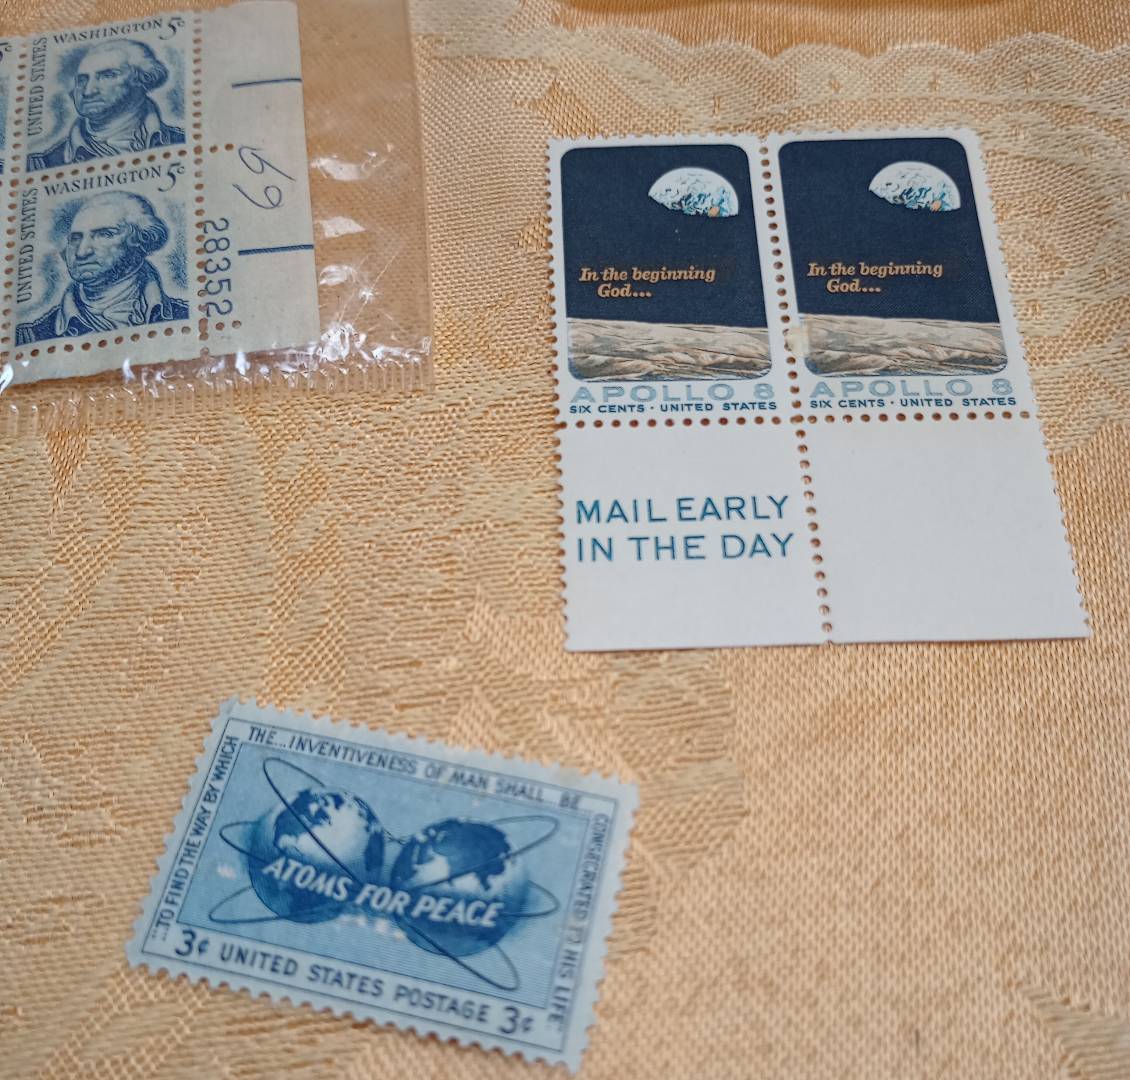 5¢
WASHINGTON 5¢
UNITED STATES
WASHINGTON 5¢
UNITED STATES
69
28352
In the beginning
God...
APOLLO 8
SIX CENTS · UNITED STATES
In the beginning
God...
APOLLO 8
SIX CENTS · UNITED STATES
MAIL EARLY
IN THE DAY
...TO FIND THE WAY BY WHICH
THE...INVENTIVENESS OF MAN SHALL...BE...
CONSECRATED TO HIS LIFE."
ATOMS FOR PEACE
3¢ UNITED STATES POSTAGE 3¢